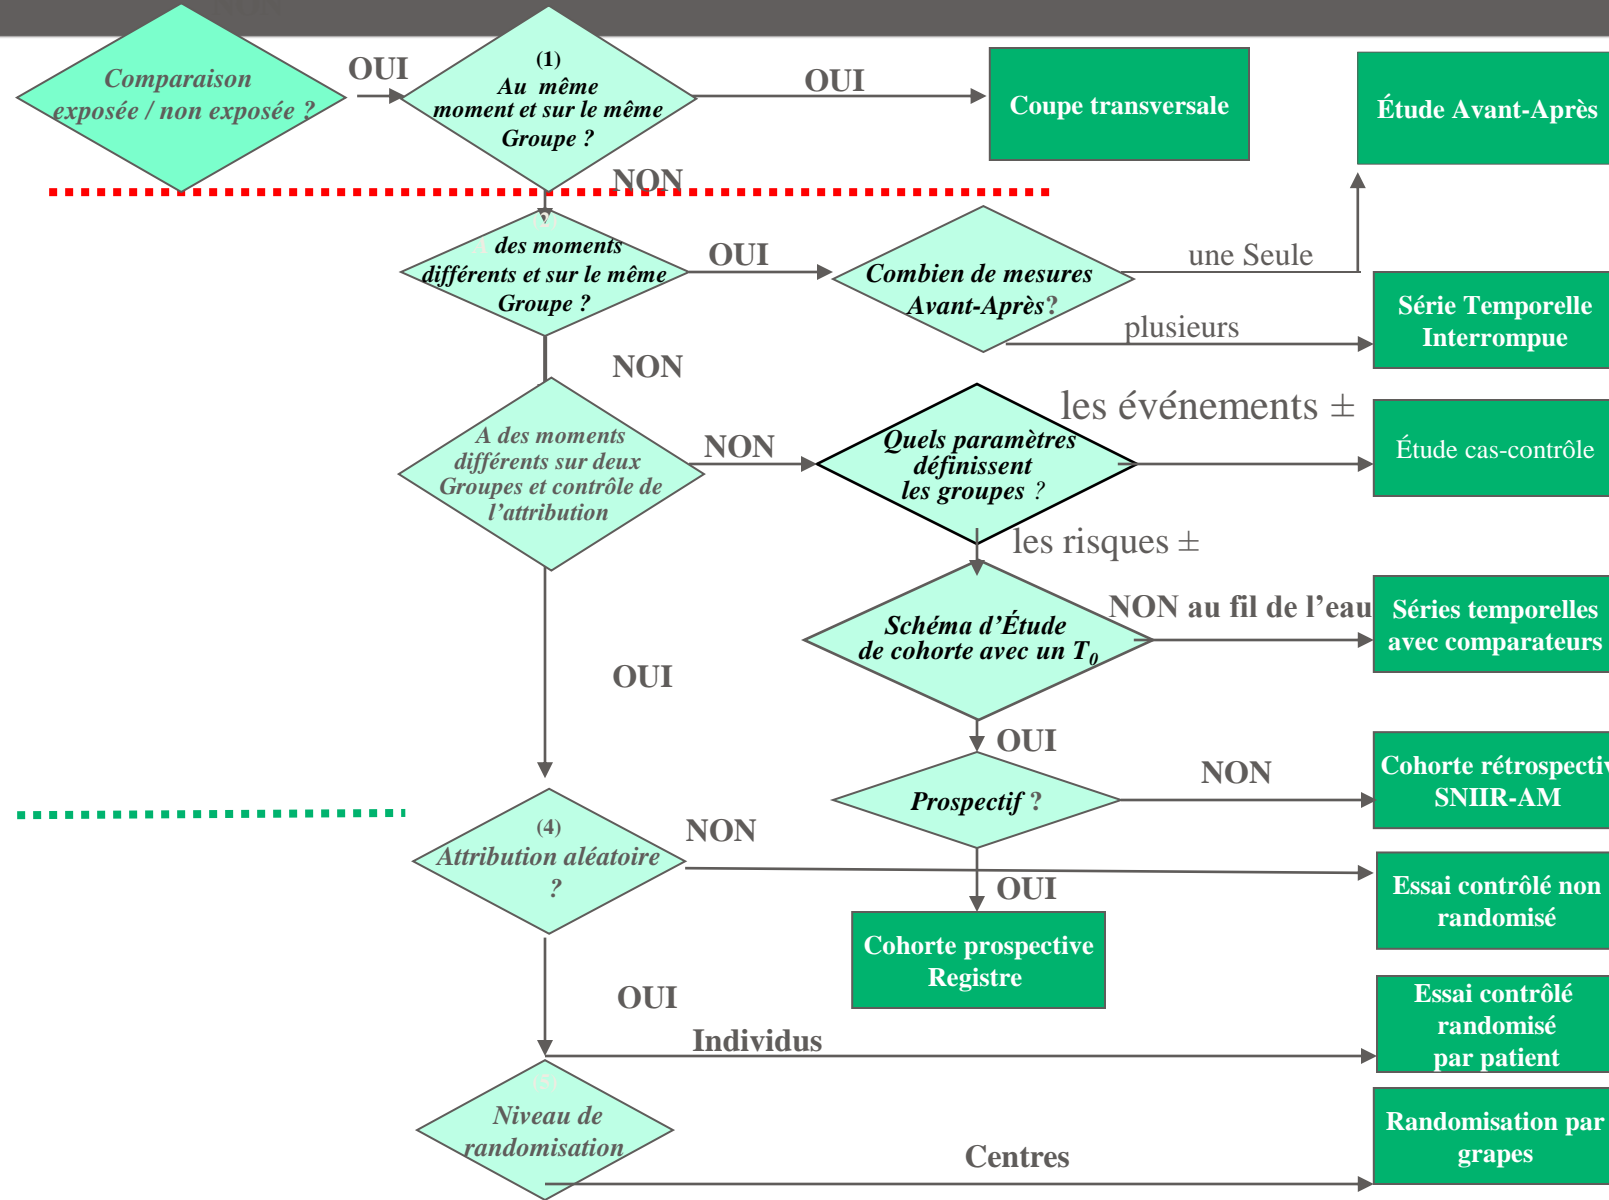 NON
Comparaison
exposée / non exposée ?
OUI
(1)
Au même
moment et sur le même
Groupe ?
OUI
Coupe transversale
Étude Avant-Après
NON
A des moments
différents et sur le même
Groupe ?
OUI
Combien de mesures
Avant-Après?
une Seule
plusieurs
Série Temporelle
Interrompue
NON
A des moments
différents sur deux
Groupes et contrôle de
l’attribution
NON
Quels paramètres
définissent
les groupes ?
les événements ±
Étude cas-contrôle
les risques ±
Schéma d’Étude
de cohorte avec un T0
NON au fil de l’eau
Séries temporelles
avec comparateurs
OUI
OUI
Prospectif ?
NON
Cohorte rétrospectiv
SNIIR-AM
(4)
Attribution aléatoire
?
NON
Essai contrôlé non
randomisé
OUI
Cohorte prospective
Registre
OUI
Individus
Essai contrôlé
randomisé
par patient
(5)
Niveau de
randomisation
Centres
Randomisation par
grapes